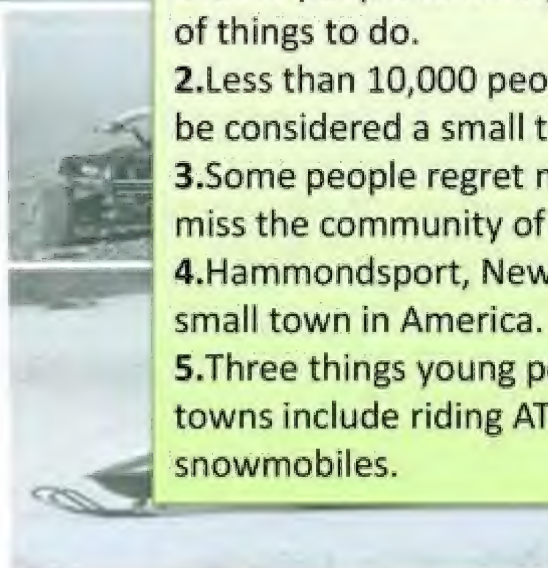 of things to do.
2.Less than 10,000 peo
be considered a small t
3.Some people regret
miss the community of
4.Hammondsport, New
small town in America.
5.Three things young p
towns include riding AT
snowmobiles.